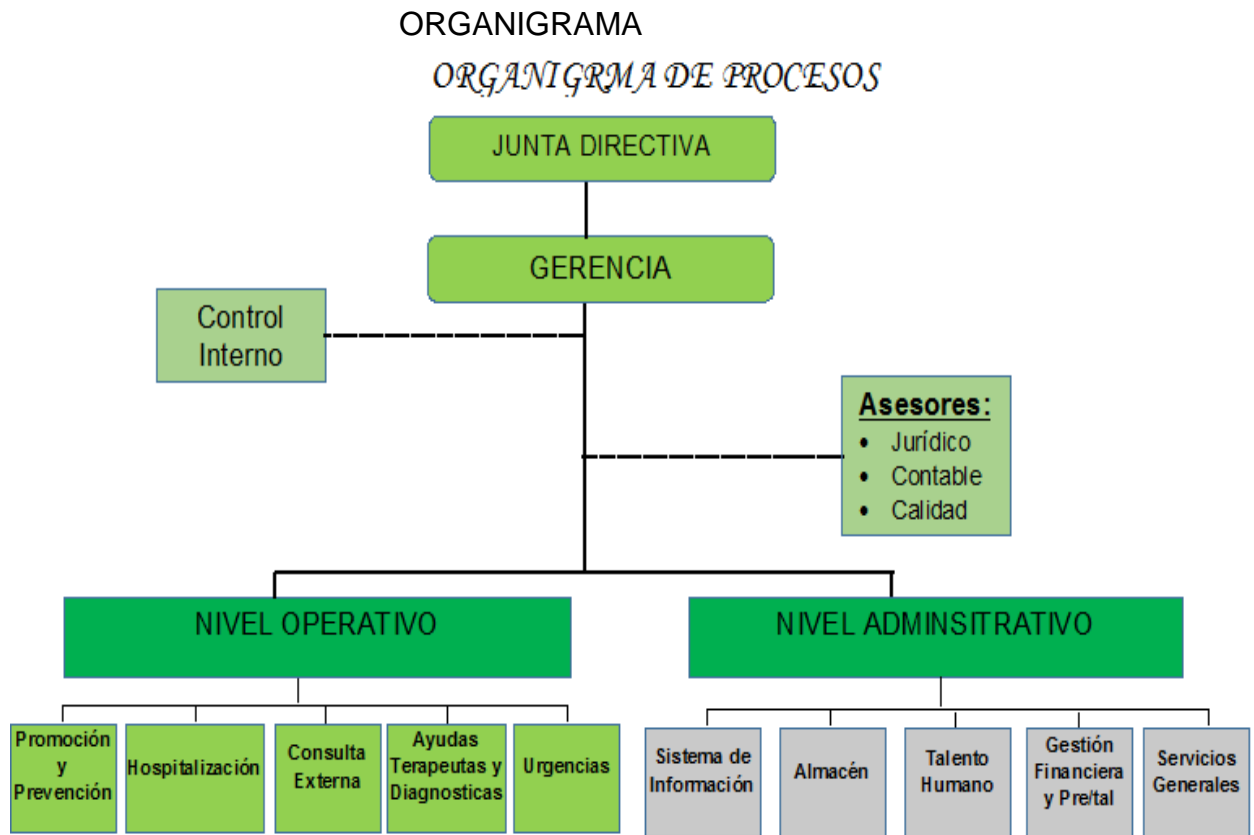 ORGANIGRAMA
ORGANIGRMA DE PROCESOS
JUNTA DIRECTIVA
GERENCIA
Control
Interno
Asesores:
• Jurídico
• Contable
• Calidad
NIVEL OPERATIVO
NIVEL ADMINSITRATIVO
Promoción
y
Prevención
Hospitalización
Consulta
Externa
Ayudas
Terapeutas y
Diagnosticas
Urgencias
Sistema de
Información
Almacén
Talento
Humano
Gestión
Financiera
y Pre/tal
Servicios
Generales